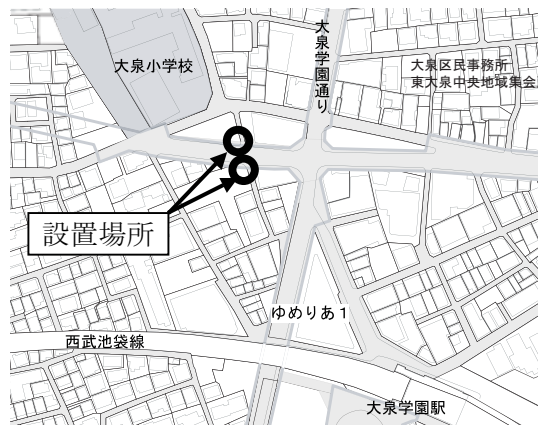 大泉小学校
大泉学園通り
大泉区民事務所
東大泉中央地域集会
設置場所
ゆめりあ1
西武池袋線
大泉学園駅